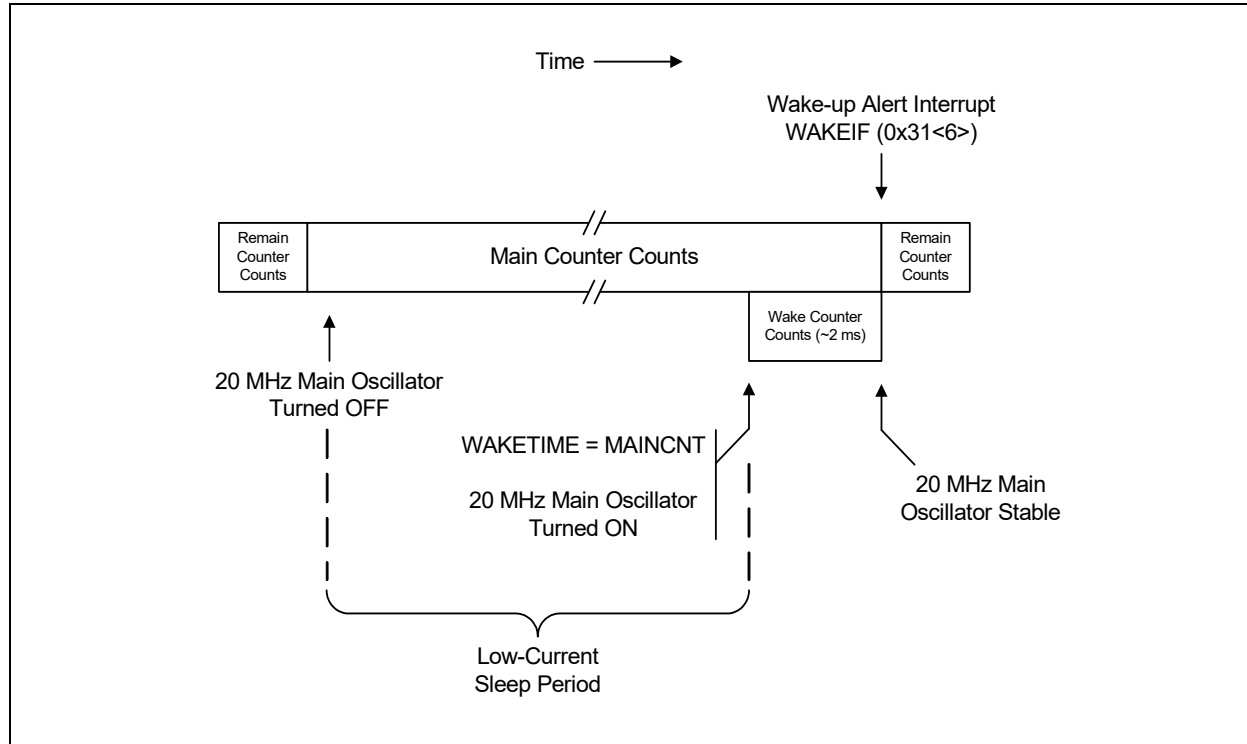 Time
Wake-up Alert Interrupt
WAKEIF (0x31<6>)
Remain
Counter
Counts
Main Counter Counts
Remain
Counter
Counts
Wake Counter
Counts (~2 ms)
20 MHz Main Oscillator
Turned OFF
WAKETIME = MAINCNT
20 MHz Main Oscillator
Turned ON
20 MHz Main
Oscillator Stable
Low-Current
Sleep Period